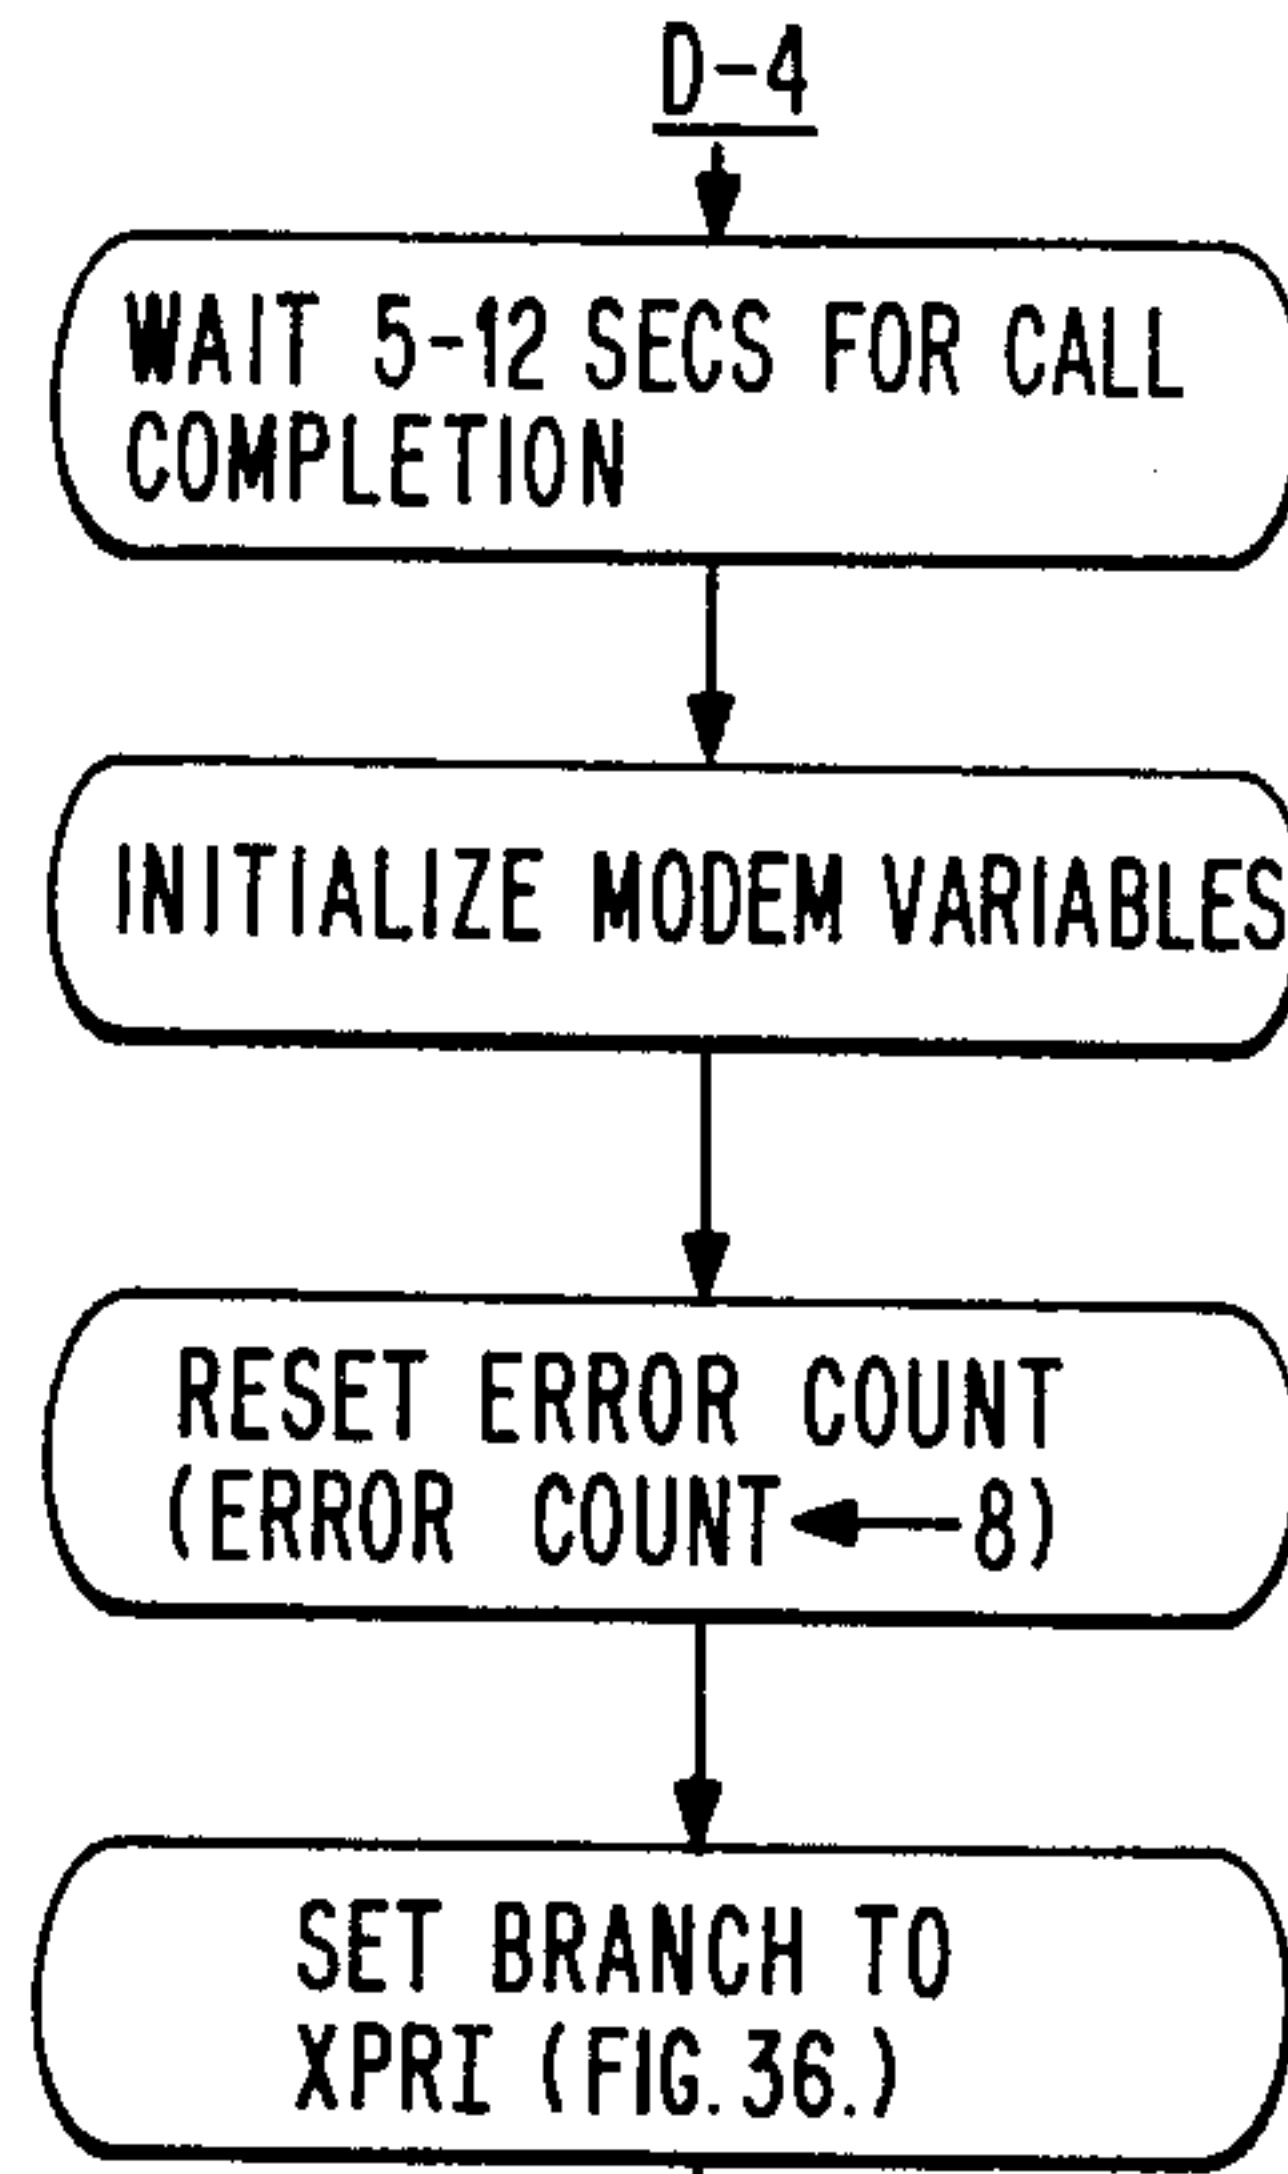 D-4
WAIT 5-12 SECS FOR CALL
COMPLETION
INITIALIZE MODEM VARIABLES
RESET ERROR COUNT
(ERROR COUNT←8)
SET BRANCH TO
XPRI (FIG. 36.)